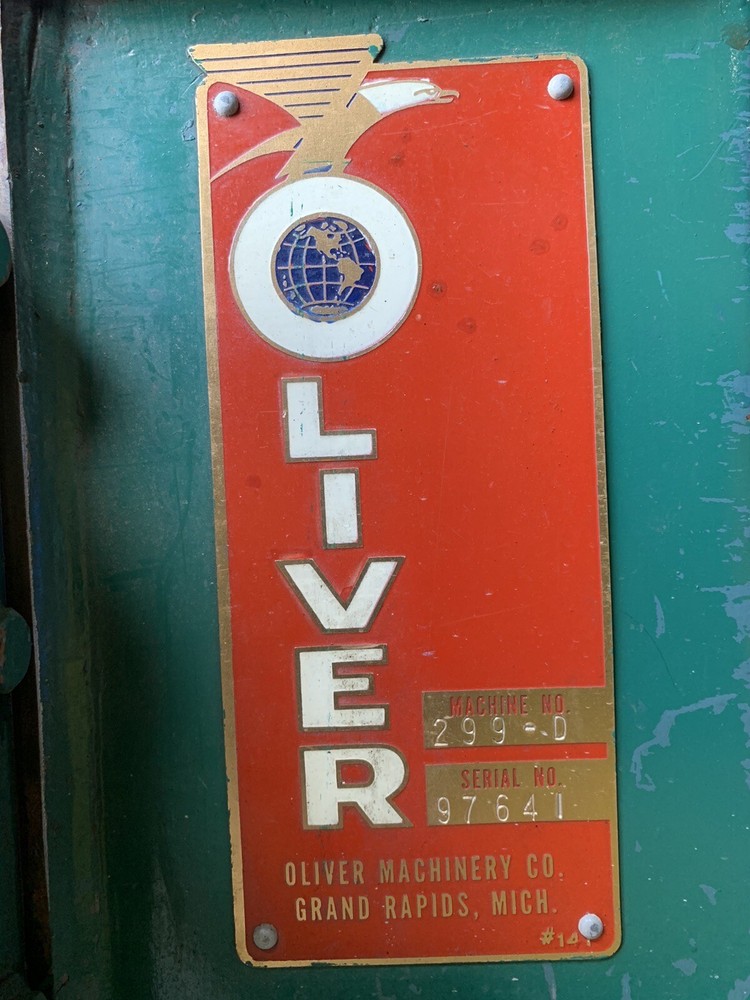 OLIVER
MACHINE NO.
299-D
SERIAL NO.
97641
OLIVER MACHINERY CO.
GRAND RAPIDS, MICH.